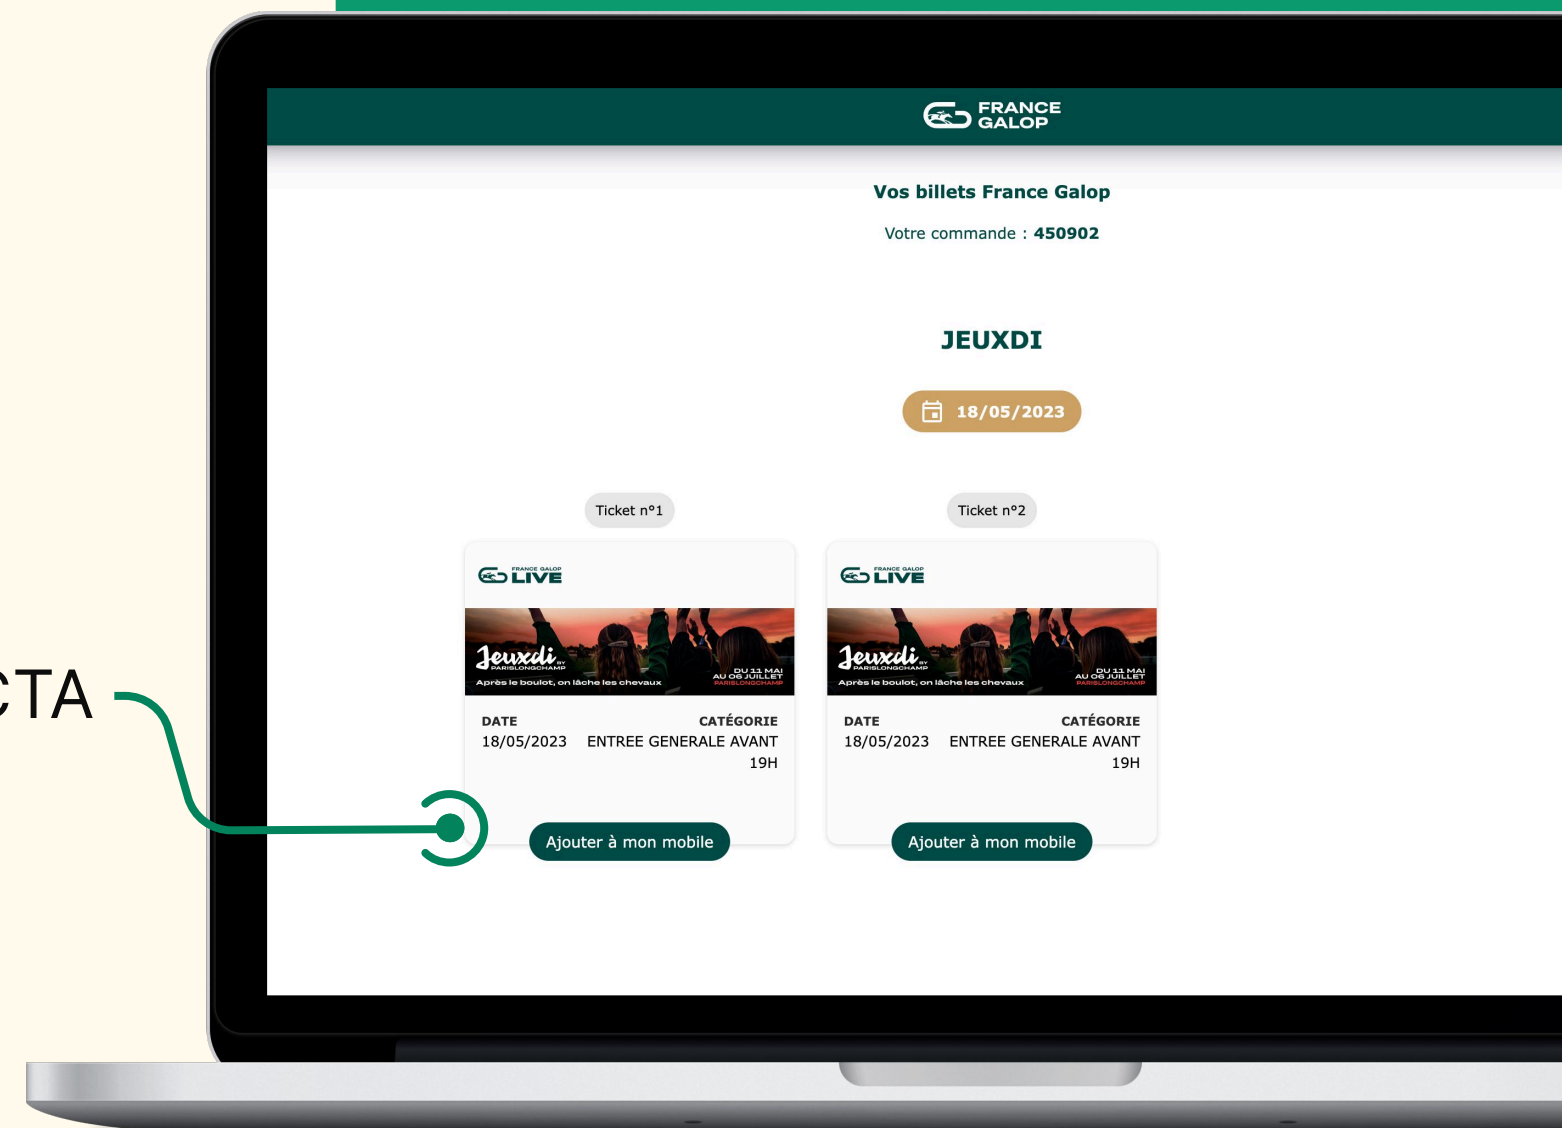 FRANCE
GALOP
Vos billets France Galop
Votre commande : 450902
JEUXDI
18/05/2023
Ticket n°1
Ticket n°2
FRANCE GALOP
LIVE
FRANCE GALOP
LIVE
Jeuxdi BY
PARISLONGCHAMP
Après le boulot, on lâche les chevaux
DU 11 MAI
AU 06 JUILLET
PARISLONGCHAMP
Jeuxdi BY
PARISLONGCHAMP
Après le boulot, on lâche les chevaux
DU 11 MAI
AU 06 JUILLET
PARISLONGCHAMP
CTA
DATE CATÉGORIE
18/05/2023 ENTREE GENERALE AVANT
19H
DATE CATÉGORIE
18/05/2023 ENTREE GENERALE AVANT
19H
Ajouter à mon mobile
Ajouter à mon mobile